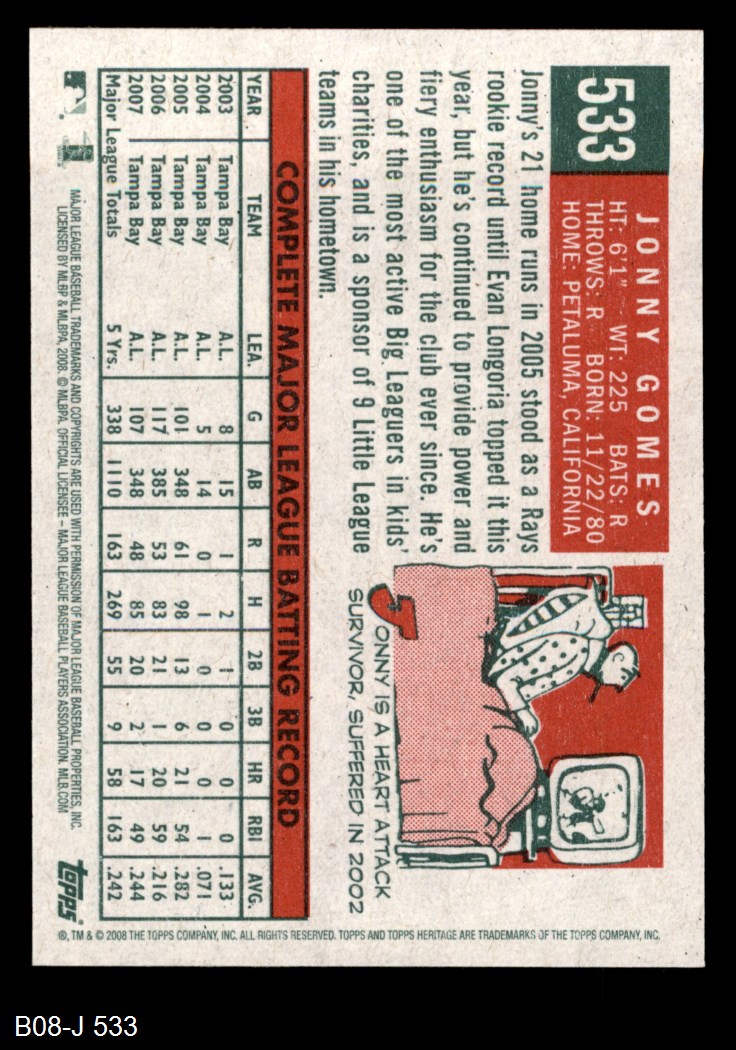 533
JONNY GOMES
HT: 6'1" WT: 225 BATS: R
THROWS: R BORN: 11/22/80
HOME: PETALUMA, CALIFORNIA
Jonny's 21 home runs in 2005 stood as a Rays
rookie record until Evan Longoria topped it this
year, but he's continued to provide power and
fiery enthusiasm for the club ever since. He's
one of the most active Big Leaguers in kids'
charities, and is a sponsor of 9 Little League
teams in his hometown.
JONNY IS A HEART ATTACK
SURVIVOR, SUFFERED IN 2002
COMPLETE MAJOR LEAGUE BATTING RECORD
YEAR TEAM LEA. G AB R H 2B 3B HR RBI AVG.
2003 Tampa Bay A.L. 8 15 1 2 1 0 0 0 .133
2004 Tampa Bay A.L. 5 14 0 1 0 0 0 1 .071
2005 Tampa Bay A.L. 101 348 61 98 13 6 21 54 .282
2006 Tampa Bay A.L. 117 385 53 83 21 1 20 59 .216
2007 Tampa Bay A.L. 107 348 48 85 20 2 17 49 .244
Major League Totals 5 Yrs. 338 1110 163 269 55 9 58 163 .242
MAJOR LEAGUE BASEBALL TRADEMARKS AND COPYRIGHTS ARE USED WITH PERMISSION OF MAJOR LEAGUE BASEBALL PROPERTIES, INC.
LICENSED BY MLBP & MLBPA, 2008. © MLBPA. OFFICIAL LICENSEE – MAJOR LEAGUE BASEBALL PLAYERS ASSOCIATION. MLB.COM
topps®
®, TM & © 2008 THE TOPPS COMPANY, INC. ALL RIGHTS RESERVED. TOPPS AND TOPPS HERITAGE ARE TRADEMARKS OF THE TOPPS COMPANY, INC.
B08-J 533